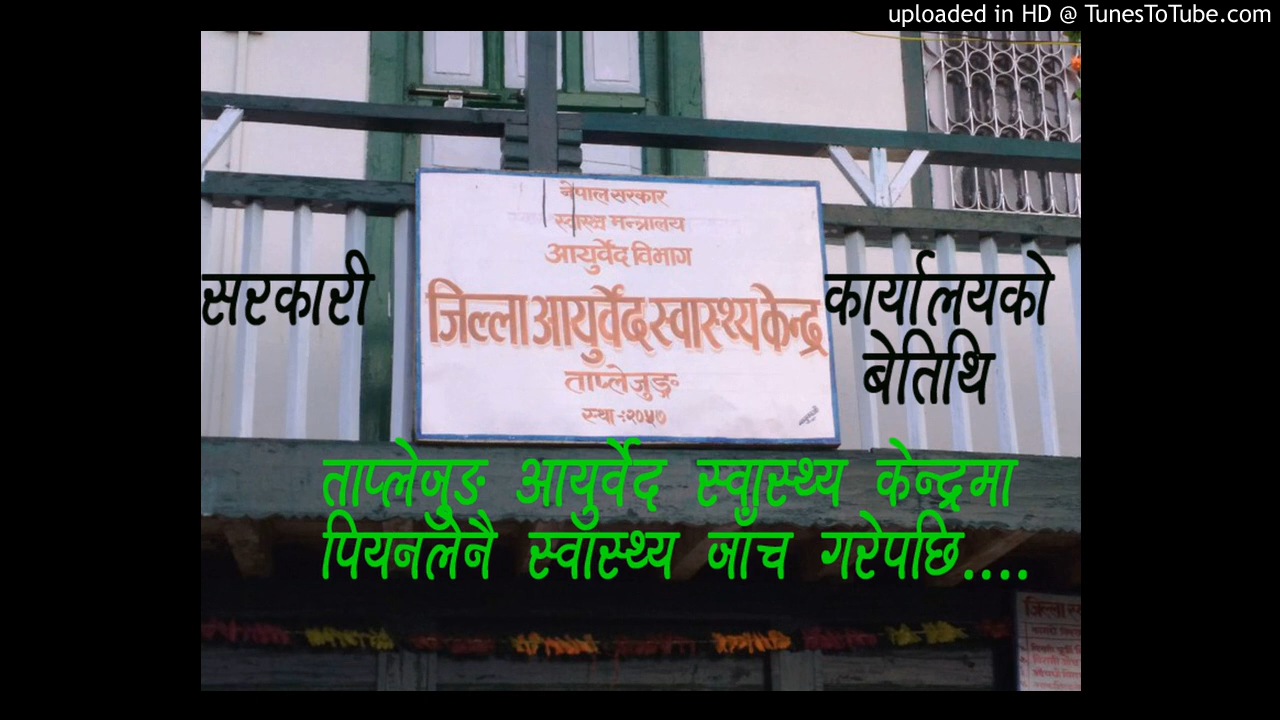 uploaded in HD @ TunesToTube.com
नेपाल सरकार
स्वास्थ्य मन्त्रालय
आयुर्वेद विभाग
जिल्ला आयुर्वेद स्वास्थ्य केन्द्र
ताप्लेजुङ्ग
स्था-:२०५७
सरकारी
कार्यालयको
बेतिथि
ताप्लेजुङ आयुर्वेद स्वास्थ्य केन्द्रमा
पियनलेनै स्वास्थ्य जाँच गरेपछि....